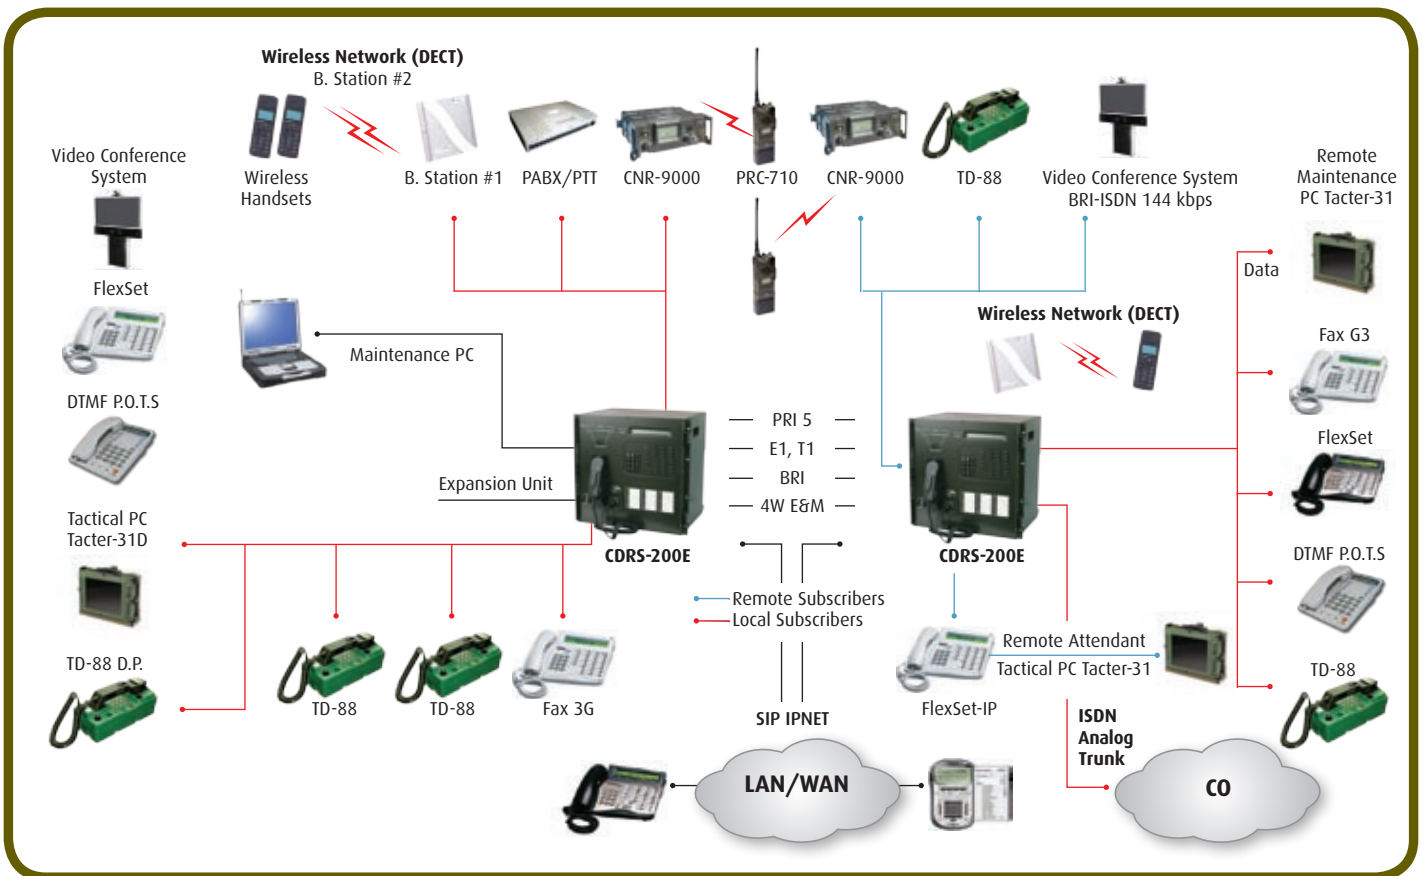 Wireless Network (DECT)
B. Station #2
Video Conference
System
Wireless
Handsets
B. Station #1
PABX/PTT
CNR-9000
PRC-710
CNR-9000
TD-88
Video Conference System
BRI-ISDN 144 kbps
Remote
Maintenance
PC Tacter-31
Data
FlexSet
Maintenance PC
Wireless Network (DECT)
Fax G3
DTMF P.O.T.S
PRI 5
E1, T1
BRI
4W E&M
FlexSet
Expansion Unit
Tactical PC
Tacter-31D
CDRS-200E
CDRS-200E
DTMF P.O.T.S
Remote Subscribers
Local Subscribers
Remote Attendant
Tactical PC Tacter-31
TD-88 D.P.
TD-88
TD-88
TD-88
Fax 3G
SIP IPNET
FlexSet-IP
ISDN
Analog
Trunk
LAN/WAN
CO